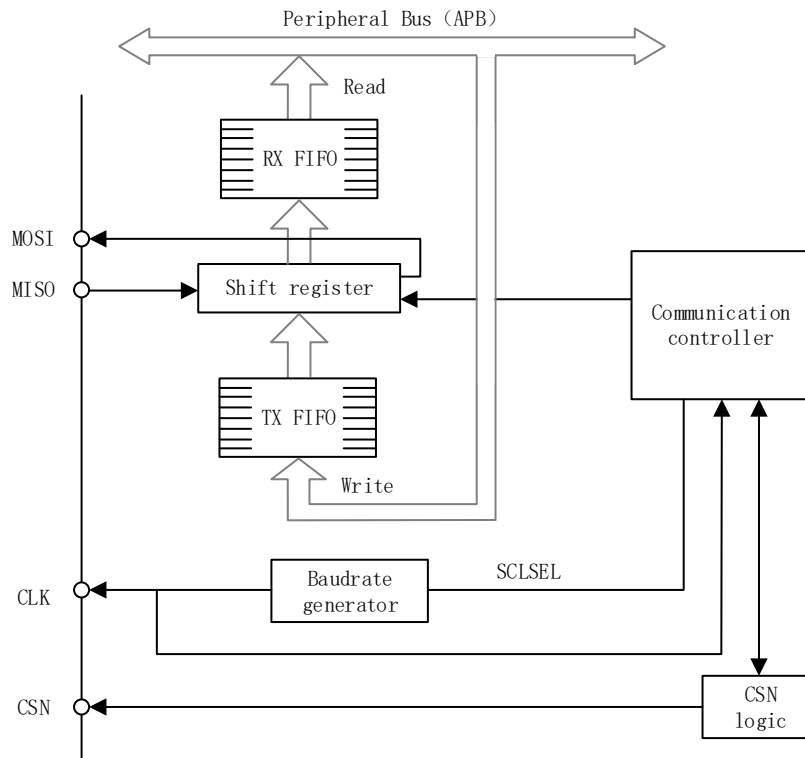 Peripheral Bus（APB）
Read
RX FIFO
MOSI
MISO
Shift register
Communication
controller
TX FIFO
Write
SCLSEL
Baudrate
generator
CLK
CSN
CSN
logic